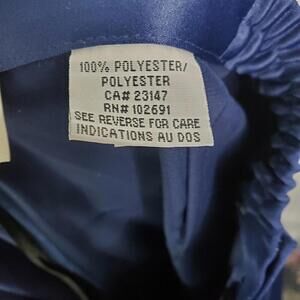 100% POLYESTER/
POLYESTER
CA# 23147
RN# 102691
SEE REVERSE FOR CARE
INDICATIONS AU DOS